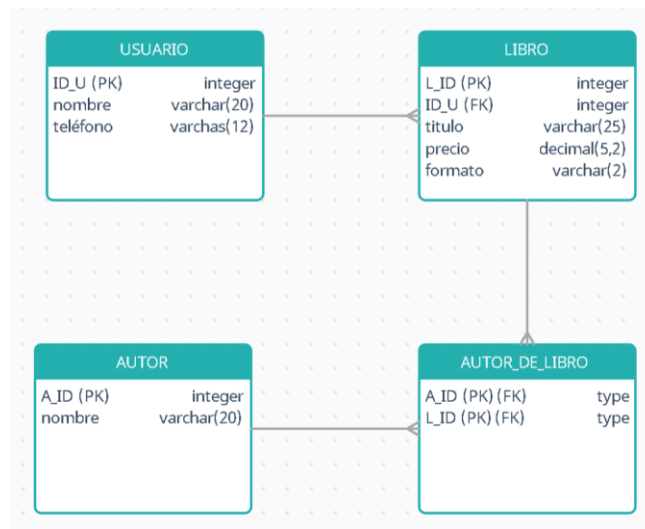 USUARIO
ID_U (PK) integer
nombre varchar(20)
teléfono varchas(12)
LIBRO
L_ID (PK) integer
ID_U (FK) integer
titulo varchar(25)
precio decimal(5,2)
formato varchar(2)
AUTOR
A_ID (PK) integer
nombre varchar(20)
AUTOR_DE_LIBRO
A_ID (PK) (FK) type
L_ID (PK) (FK) type